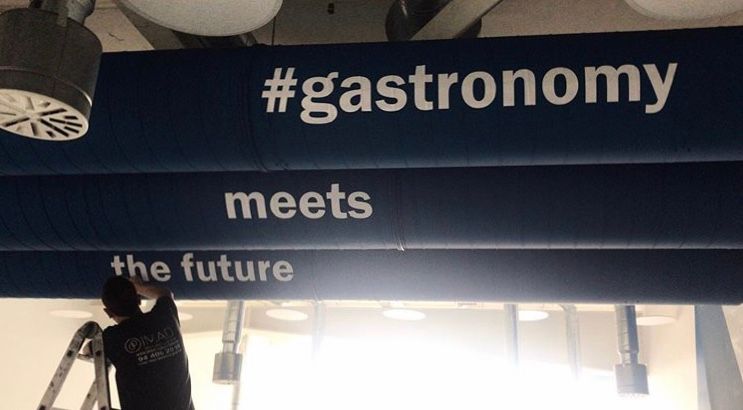 #gastronomy
meets
the future